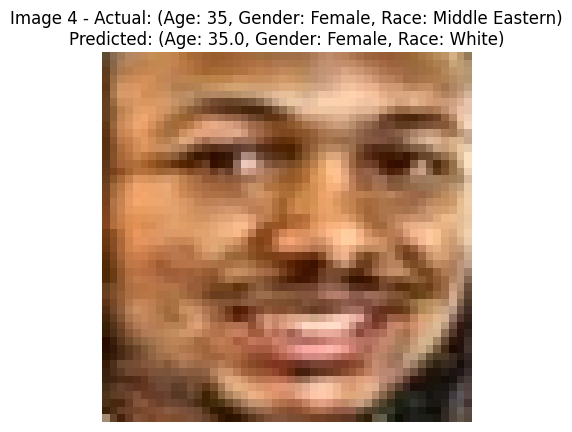 Image 4 - Actual: (Age: 35, Gender: Female, Race: Middle Eastern)
Predicted: (Age: 35.0, Gender: Female, Race: White)